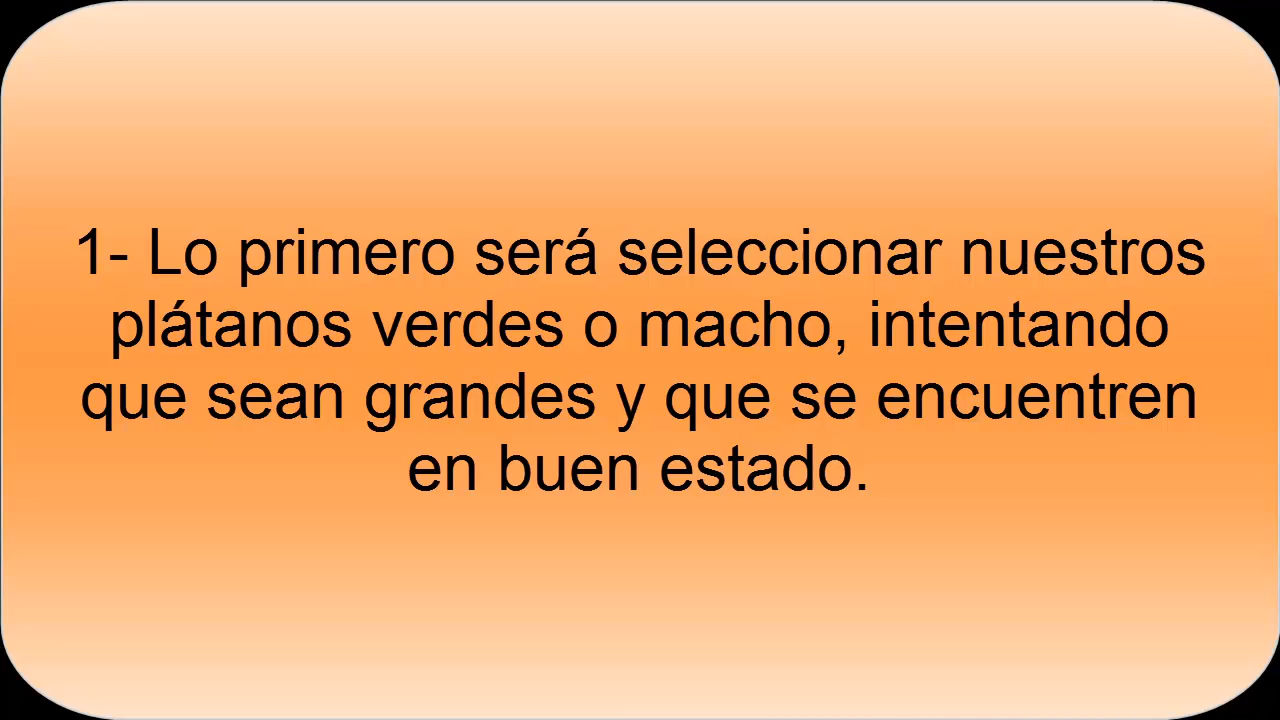 1- Lo primero será seleccionar nuestros
plátanos verdes o macho, intentando
que sean grandes y que se encuentren
en buen estado.